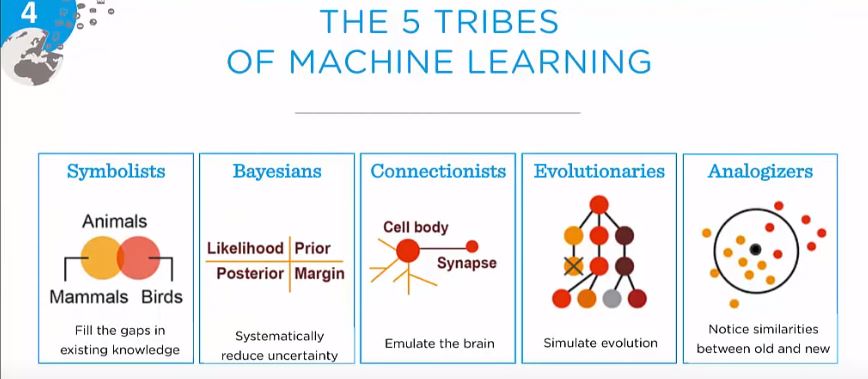 4
THE 5 TRIBES
OF MACHINE LEARNING
Symbolists
Animals
Mammals Birds
Fill the gaps in
existing knowledge
Bayesians
Likelihood Prior
Posterior Margin
Systematically
reduce uncertainty
Connectionists
Cell body
Synapse
Emulate the brain
Evolutionaries
Simulate evolution
Analogizers
Notice similarities
between old and new